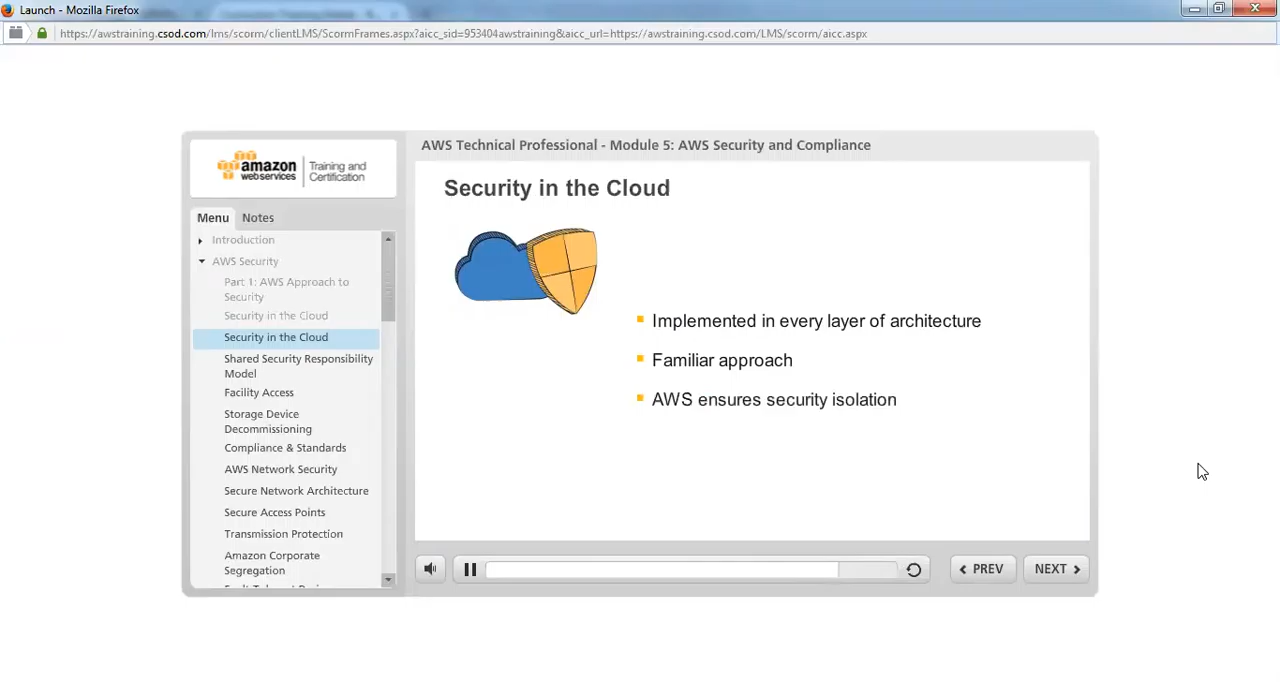 Launch - Mozilla Firefox
https://awstraining.csod.com/lms/scorm/clientLMS/ScormFrames.aspx?aicc_sid=953404awstraining&aicc_url=https://awstraining.csod.com/LMS/scorm/aicc.aspx
amazon
webservices
Training and
Certification
AWS Technical Professional - Module 5: AWS Security and Compliance
Menu
Notes
Introduction
AWS Security
Part 1: AWS Approach to
Security
Security in the Cloud
Security in the Cloud
Shared Security Responsibility
Model
Facility Access
Storage Device
Decommissioning
Compliance & Standards
AWS Network Security
Secure Network Architecture
Secure Access Points
Transmission Protection
Amazon Corporate
Segregation
Security in the Cloud
Implemented in every layer of architecture
Familiar approach
AWS ensures security isolation
PREV
NEXT